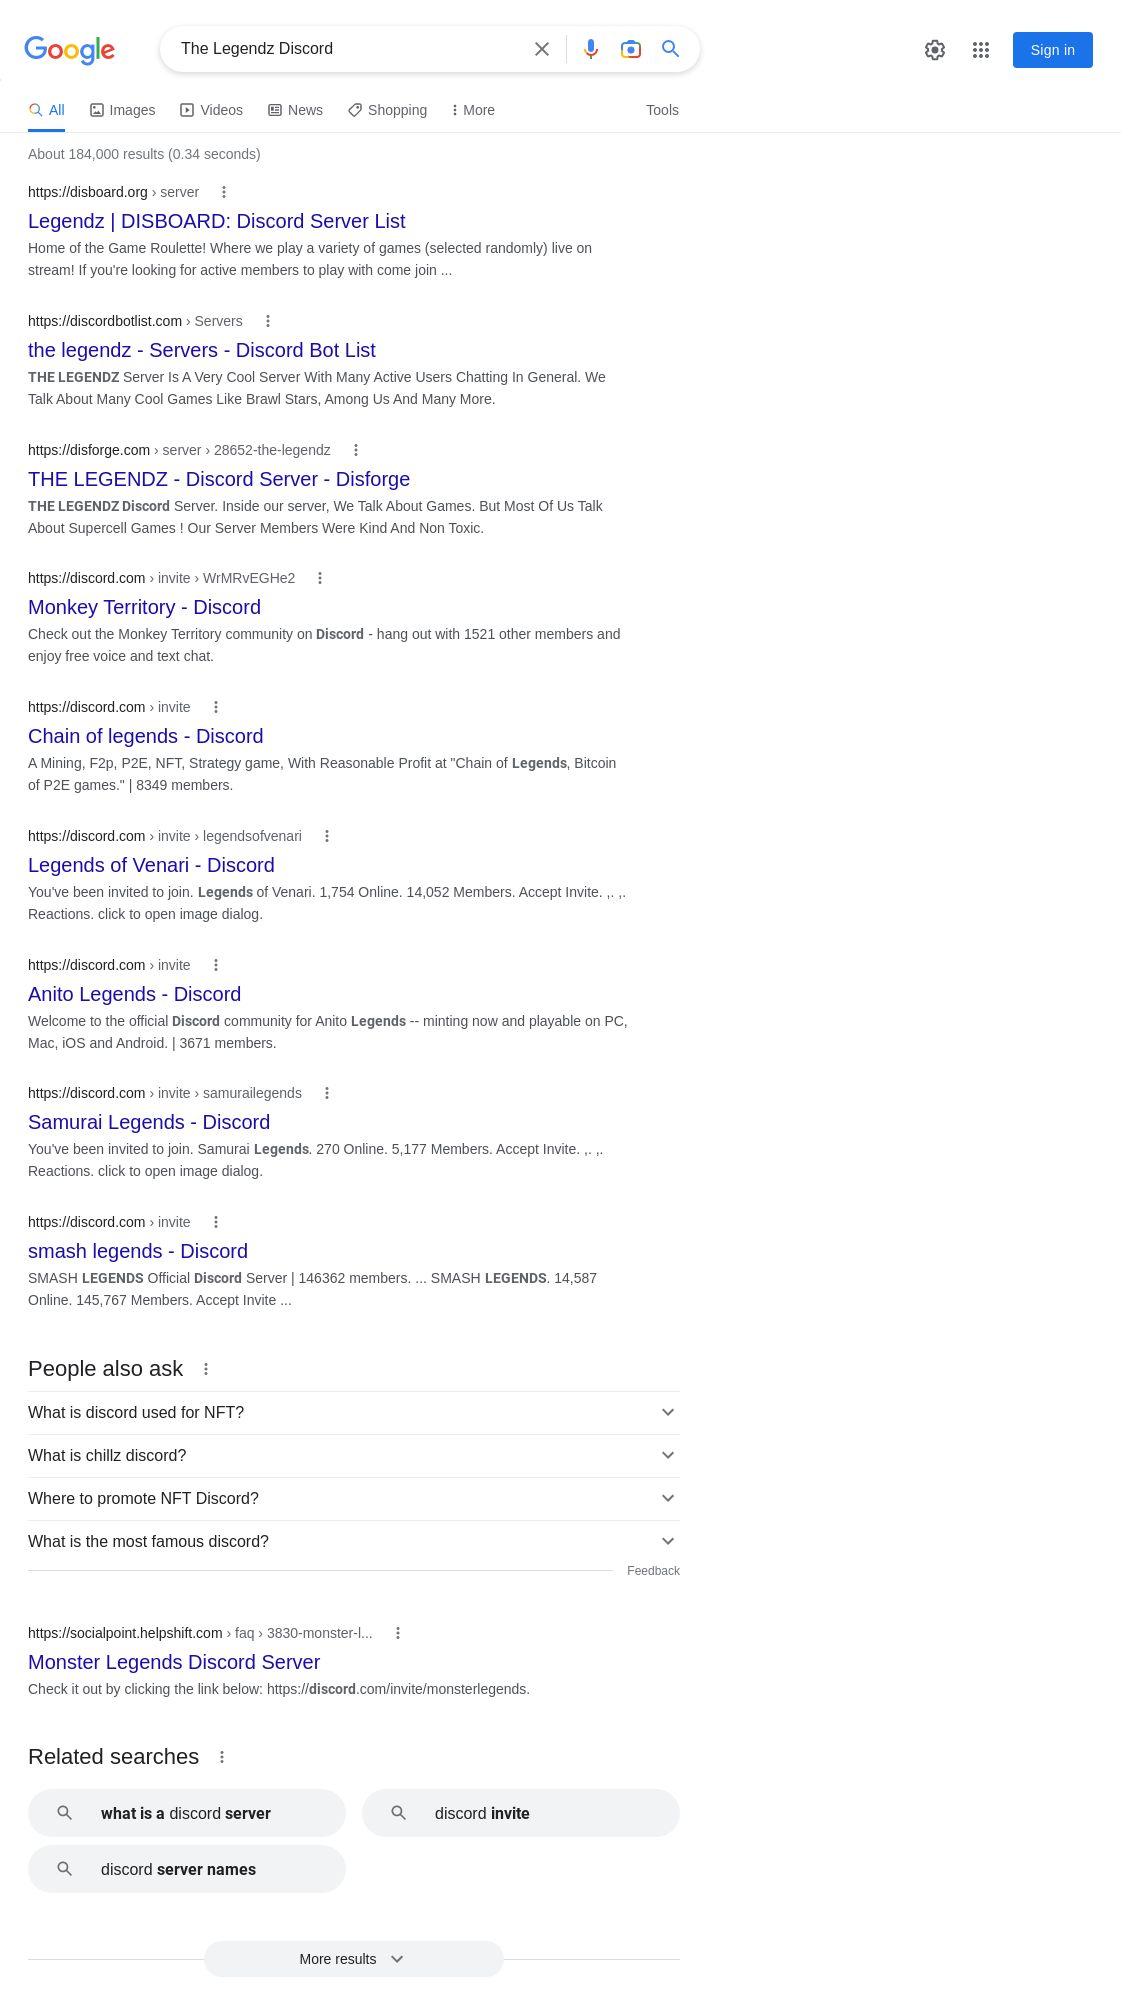 Google
The Legendz Discord
Sign in
All Images Videos News Shopping More Tools
About 184,000 results (0.34 seconds)
https://disboard.org › server
Legendz | DISBOARD: Discord Server List
Home of the Game Roulette! Where we play a variety of games (selected randomly) live on
stream! If you're looking for active members to play with come join ...
https://discordbotlist.com › Servers
the legendz - Servers - Discord Bot List
THE LEGENDZ Server Is A Very Cool Server With Many Active Users Chatting In General. We
Talk About Many Cool Games Like Brawl Stars, Among Us And Many More.
https://disforge.com › server › 28652-the-legendz
THE LEGENDZ - Discord Server - Disforge
THE LEGENDZ Discord Server. Inside our server, We Talk About Games. But Most Of Us Talk
About Supercell Games ! Our Server Members Were Kind And Non Toxic.
https://discord.com › invite › WrMRvEGHe2
Monkey Territory - Discord
Check out the Monkey Territory community on Discord - hang out with 1521 other members and
enjoy free voice and text chat.
https://discord.com › invite
Chain of legends - Discord
A Mining, F2p, P2E, NFT, Strategy game, With Reasonable Profit at "Chain of Legends, Bitcoin
of P2E games." | 8349 members.
https://discord.com › invite › legendsofvenari
Legends of Venari - Discord
You've been invited to join. Legends of Venari. 1,754 Online. 14,052 Members. Accept Invite. ,. ,.
Reactions. click to open image dialog.
https://discord.com › invite
Anito Legends - Discord
Welcome to the official Discord community for Anito Legends -- minting now and playable on PC,
Mac, iOS and Android. | 3671 members.
https://discord.com › invite › samurailegends
Samurai Legends - Discord
You've been invited to join. Samurai Legends. 270 Online. 5,177 Members. Accept Invite. ,. ,.
Reactions. click to open image dialog.
https://discord.com › invite
smash legends - Discord
SMASH LEGENDS Official Discord Server | 146362 members. ... SMASH LEGENDS. 14,587
Online. 145,767 Members. Accept Invite ...
People also ask
What is discord used for NFT?
What is chillz discord?
Where to promote NFT Discord?
What is the most famous discord?
Feedback
https://socialpoint.helpshift.com › faq › 3830-monster-l...
Monster Legends Discord Server
Check it out by clicking the link below: https://discord.com/invite/monsterlegends.
Related searches
what is a discord server
discord invite
discord server names
More results